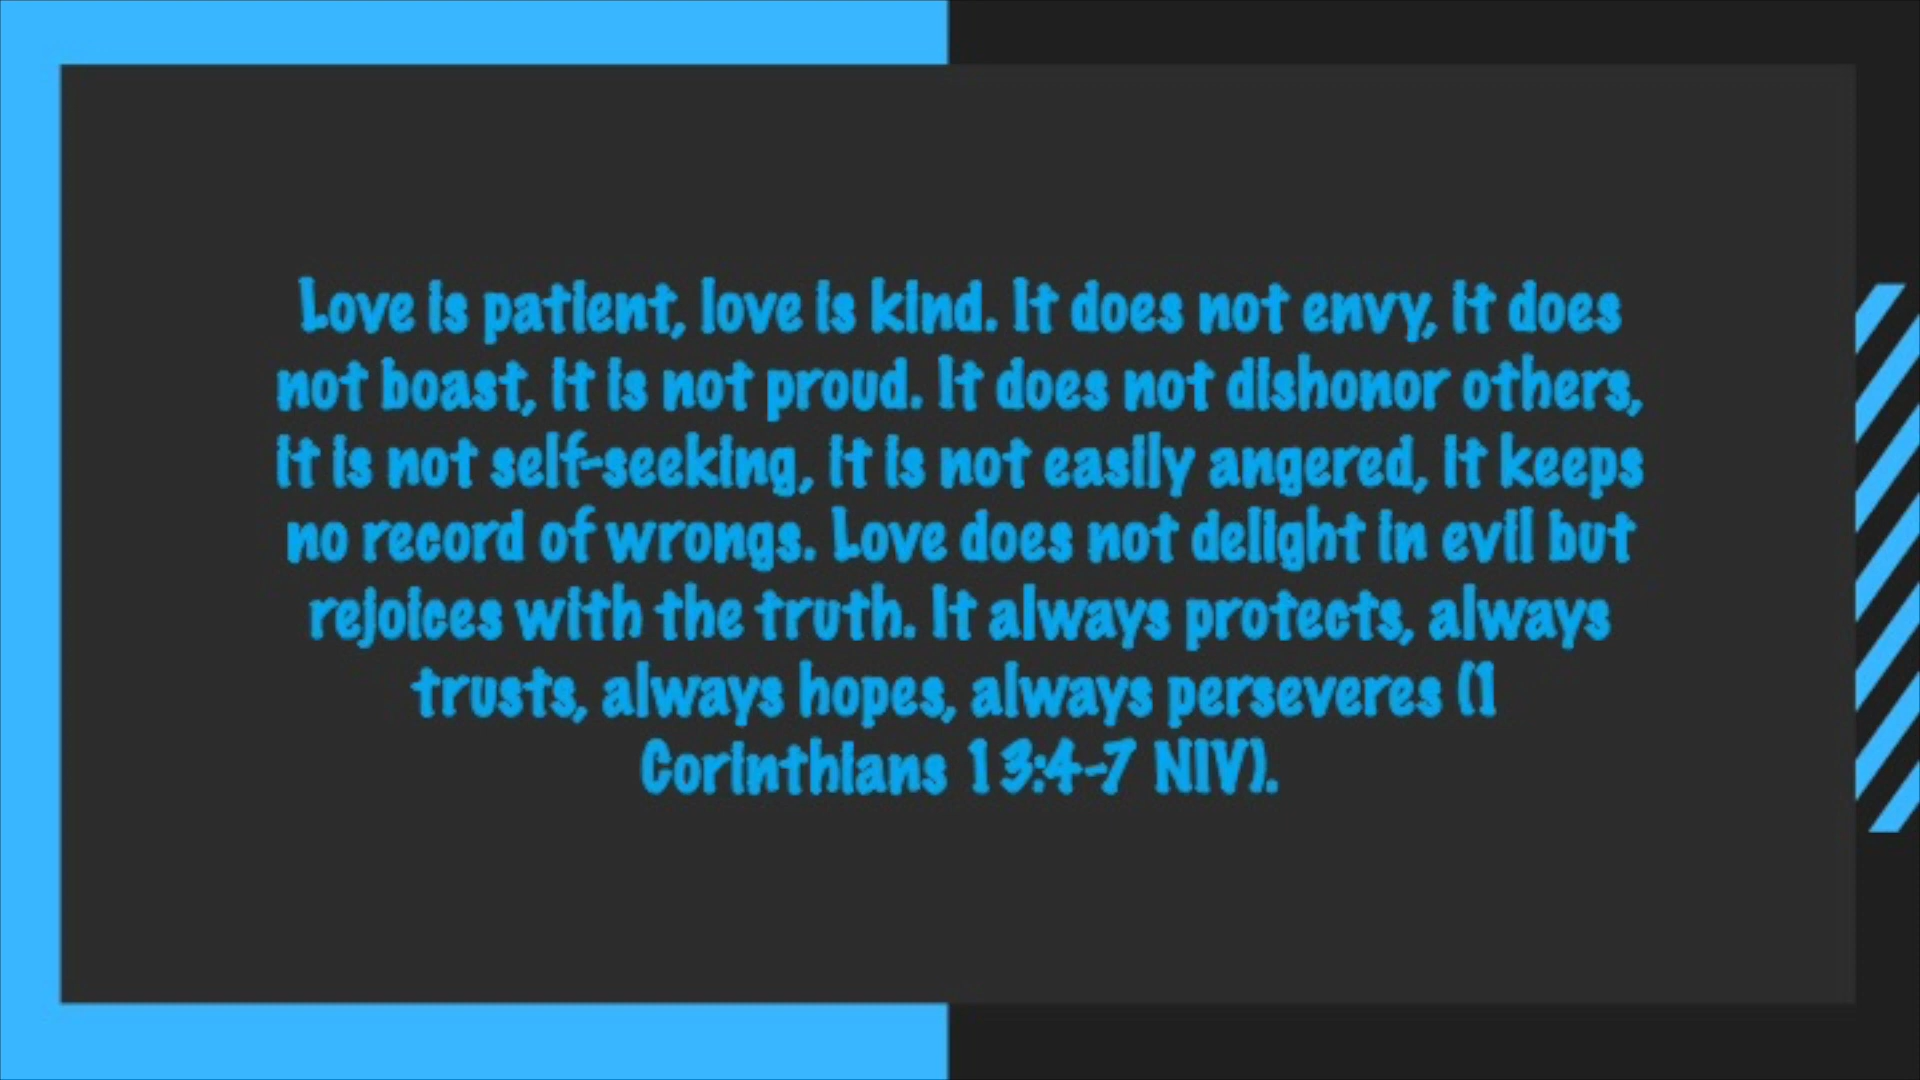 Love is patient, love is kind. It does not envy, it does
not boast, it is not proud. It does not dishonor others,
it is not self-seeking, it is not easily angered, it keeps
no record of wrongs. Love does not delight in evil but
rejoices with the truth. It always protects, always
trusts, always hopes, always perseveres (1
Corinthians 13:4-7 NIV).